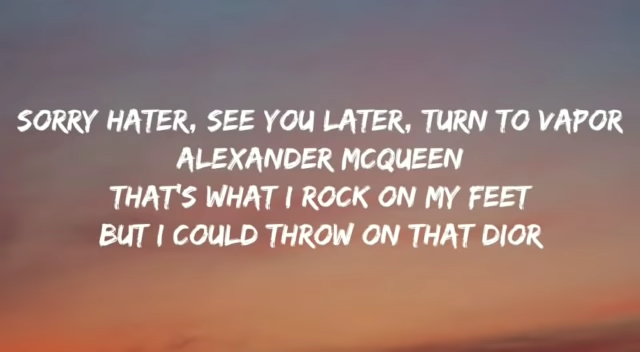 SORRY HATER, SEE YOU LATER, TURN TO VAPOR
ALEXANDER MCQUEEN
THAT'S WHAT I ROCK ON MY FEET
BUT I COULD THROW ON THAT DIOR